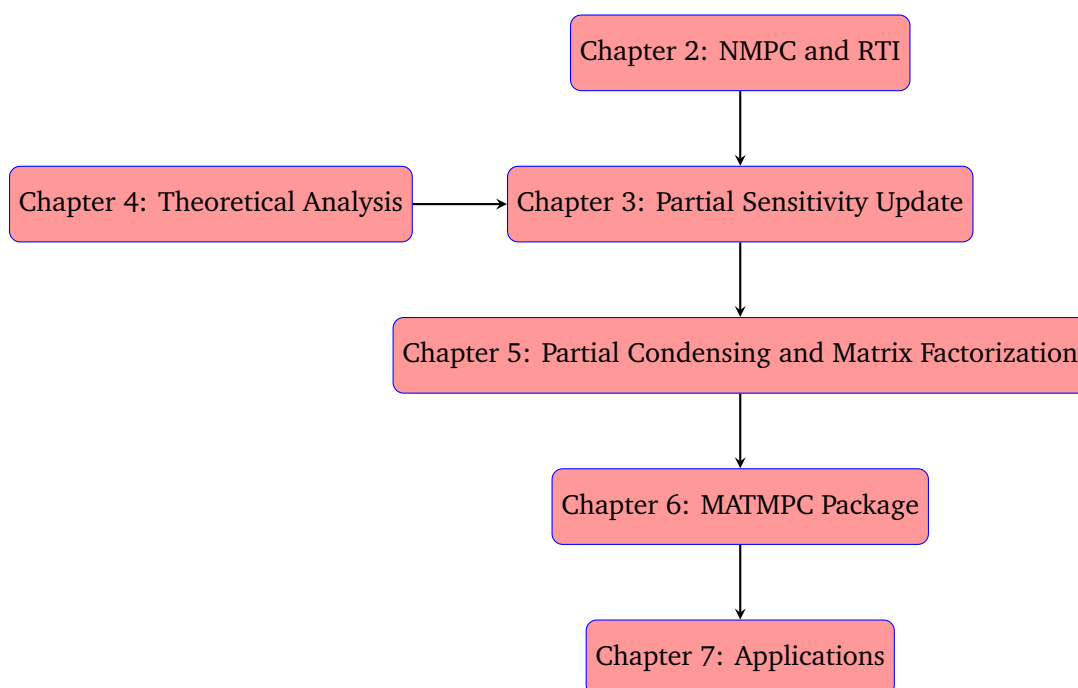 Chapter 2: NMPC and RTI
Chapter 4: Theoretical Analysis
Chapter 3: Partial Sensitivity Update
Chapter 5: Partial Condensing and Matrix Factorization
Chapter 6: MATMPC Package
Chapter 7: Applications